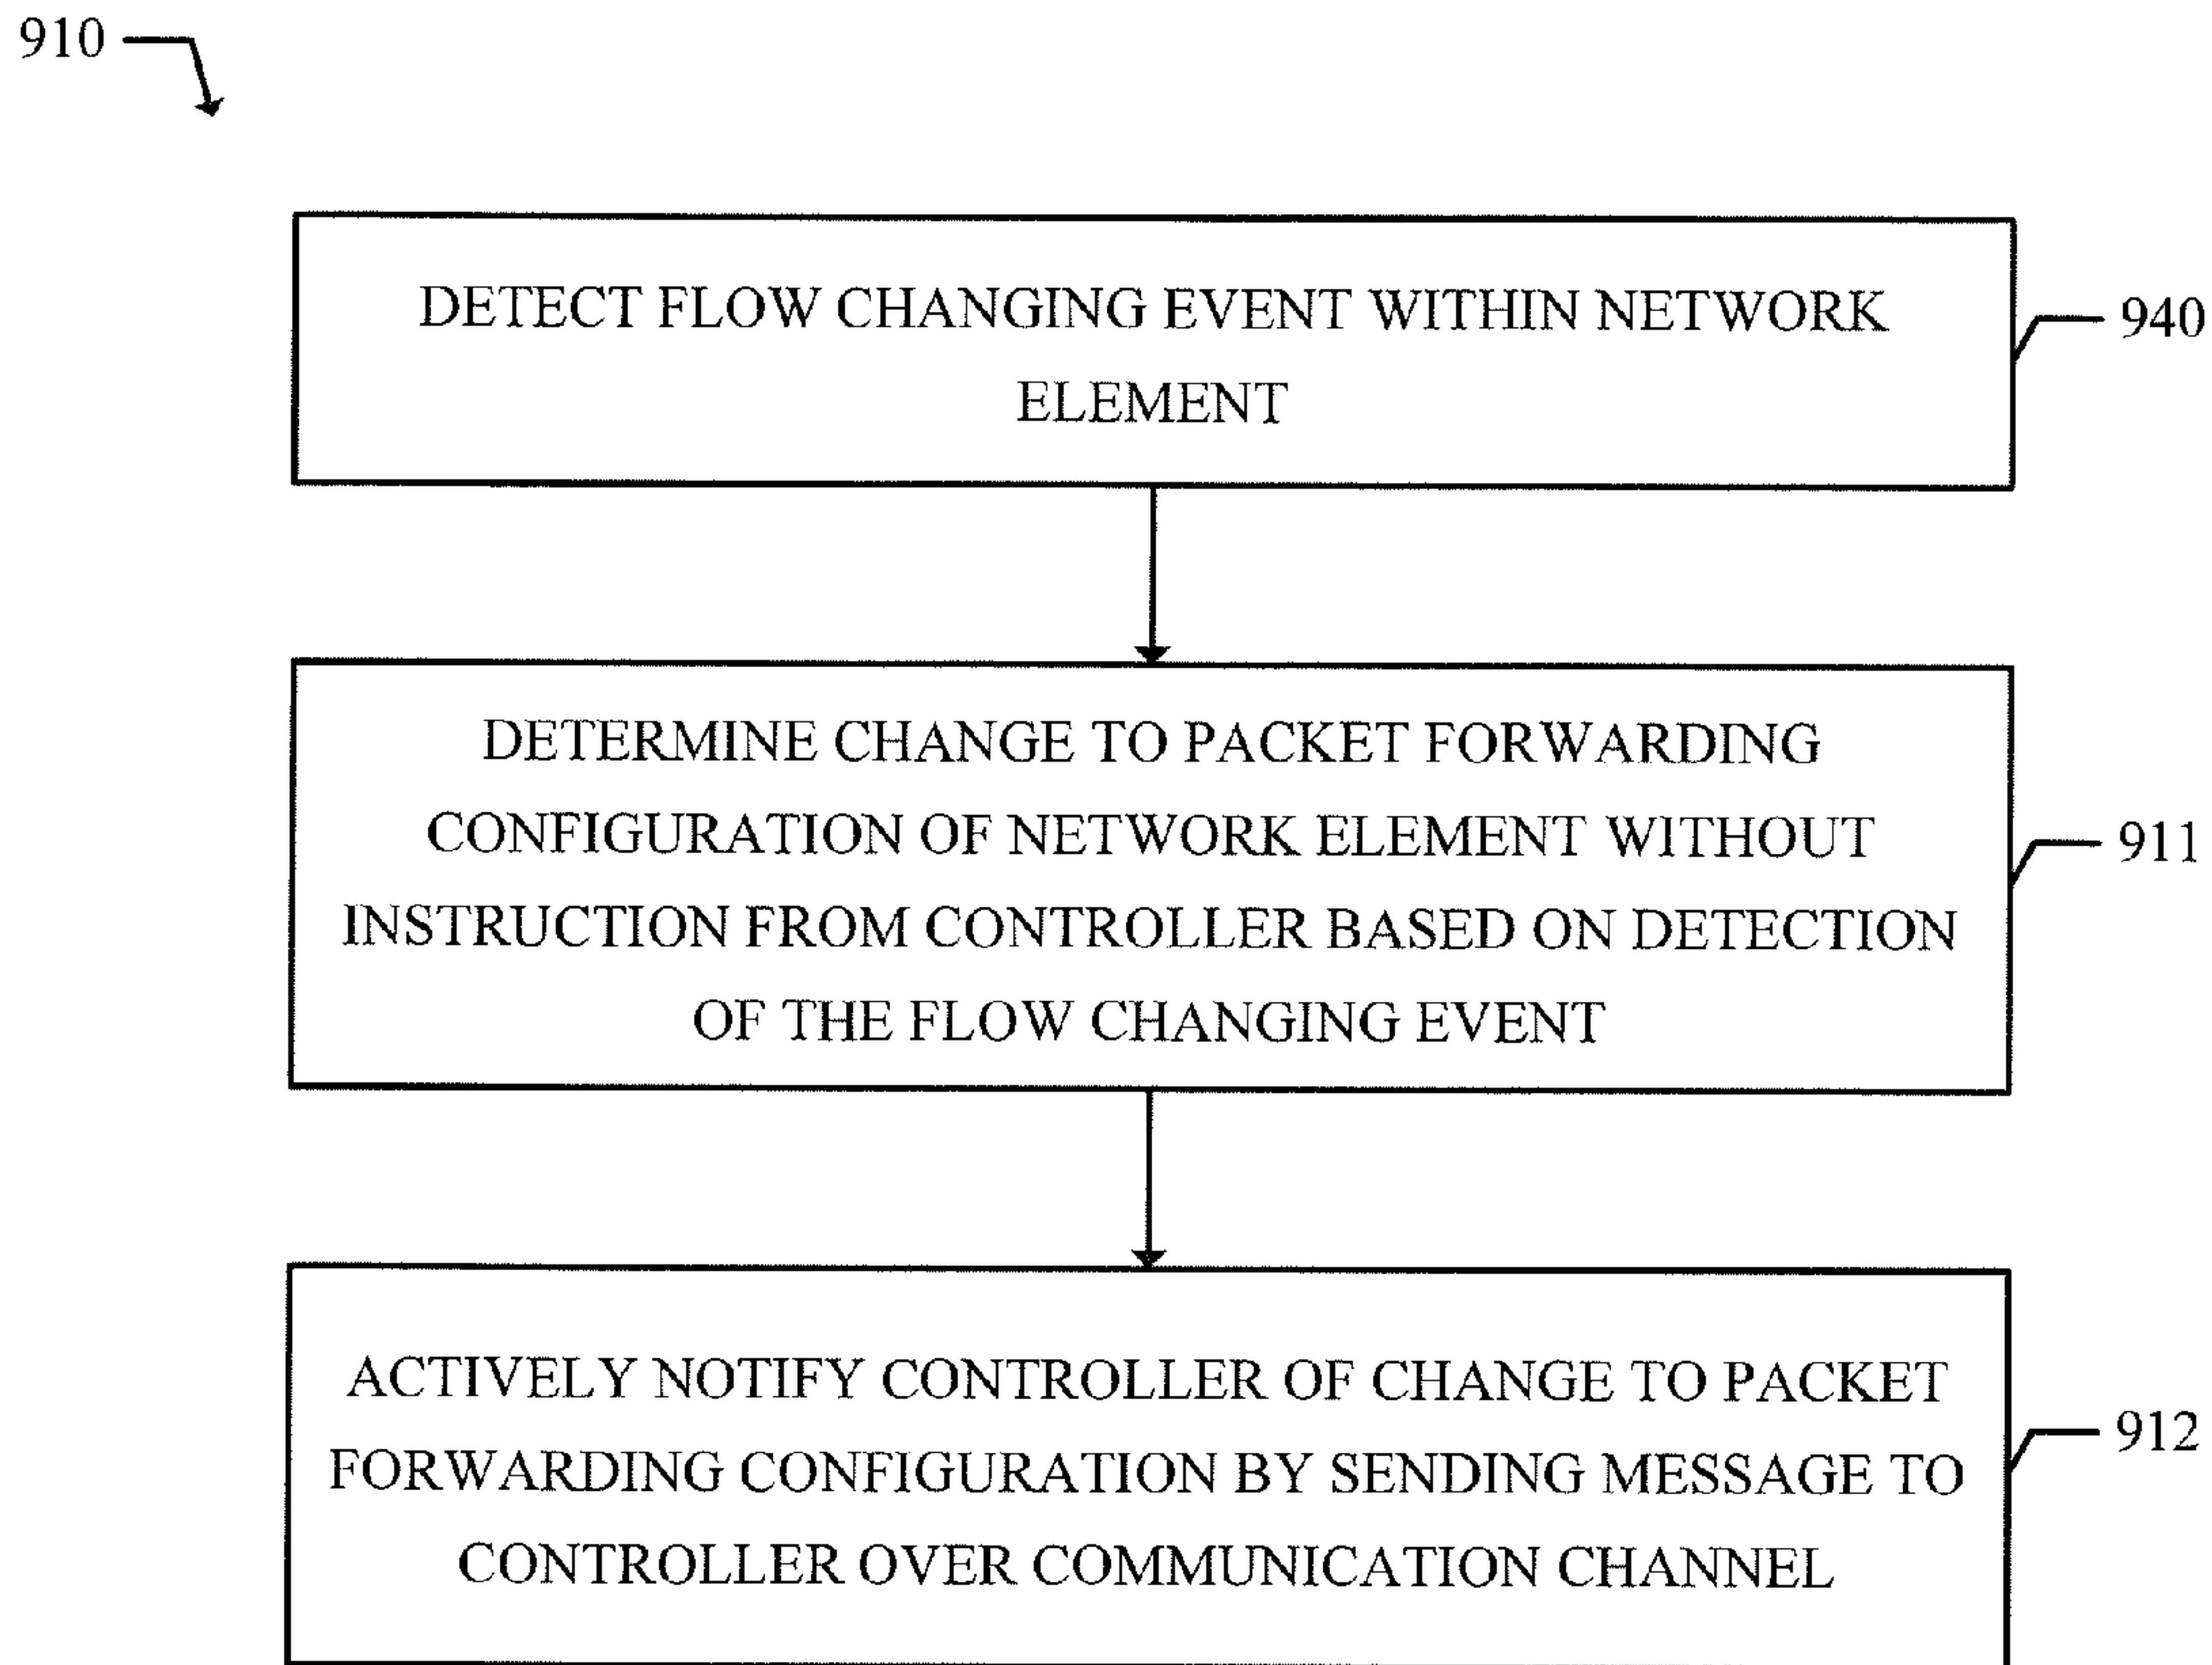 910
DETECT FLOW CHANGING EVENT WITHIN NETWORK
ELEMENT
940
DETERMINE CHANGE TO PACKET FORWARDING
CONFIGURATION OF NETWORK ELEMENT WITHOUT
INSTRUCTION FROM CONTROLLER BASED ON DETECTION
OF THE FLOW CHANGING EVENT
911
ACTIVELY NOTIFY CONTROLLER OF CHANGE TO PACKET
FORWARDING CONFIGURATION BY SENDING MESSAGE TO
CONTROLLER OVER COMMUNICATION CHANNEL
912